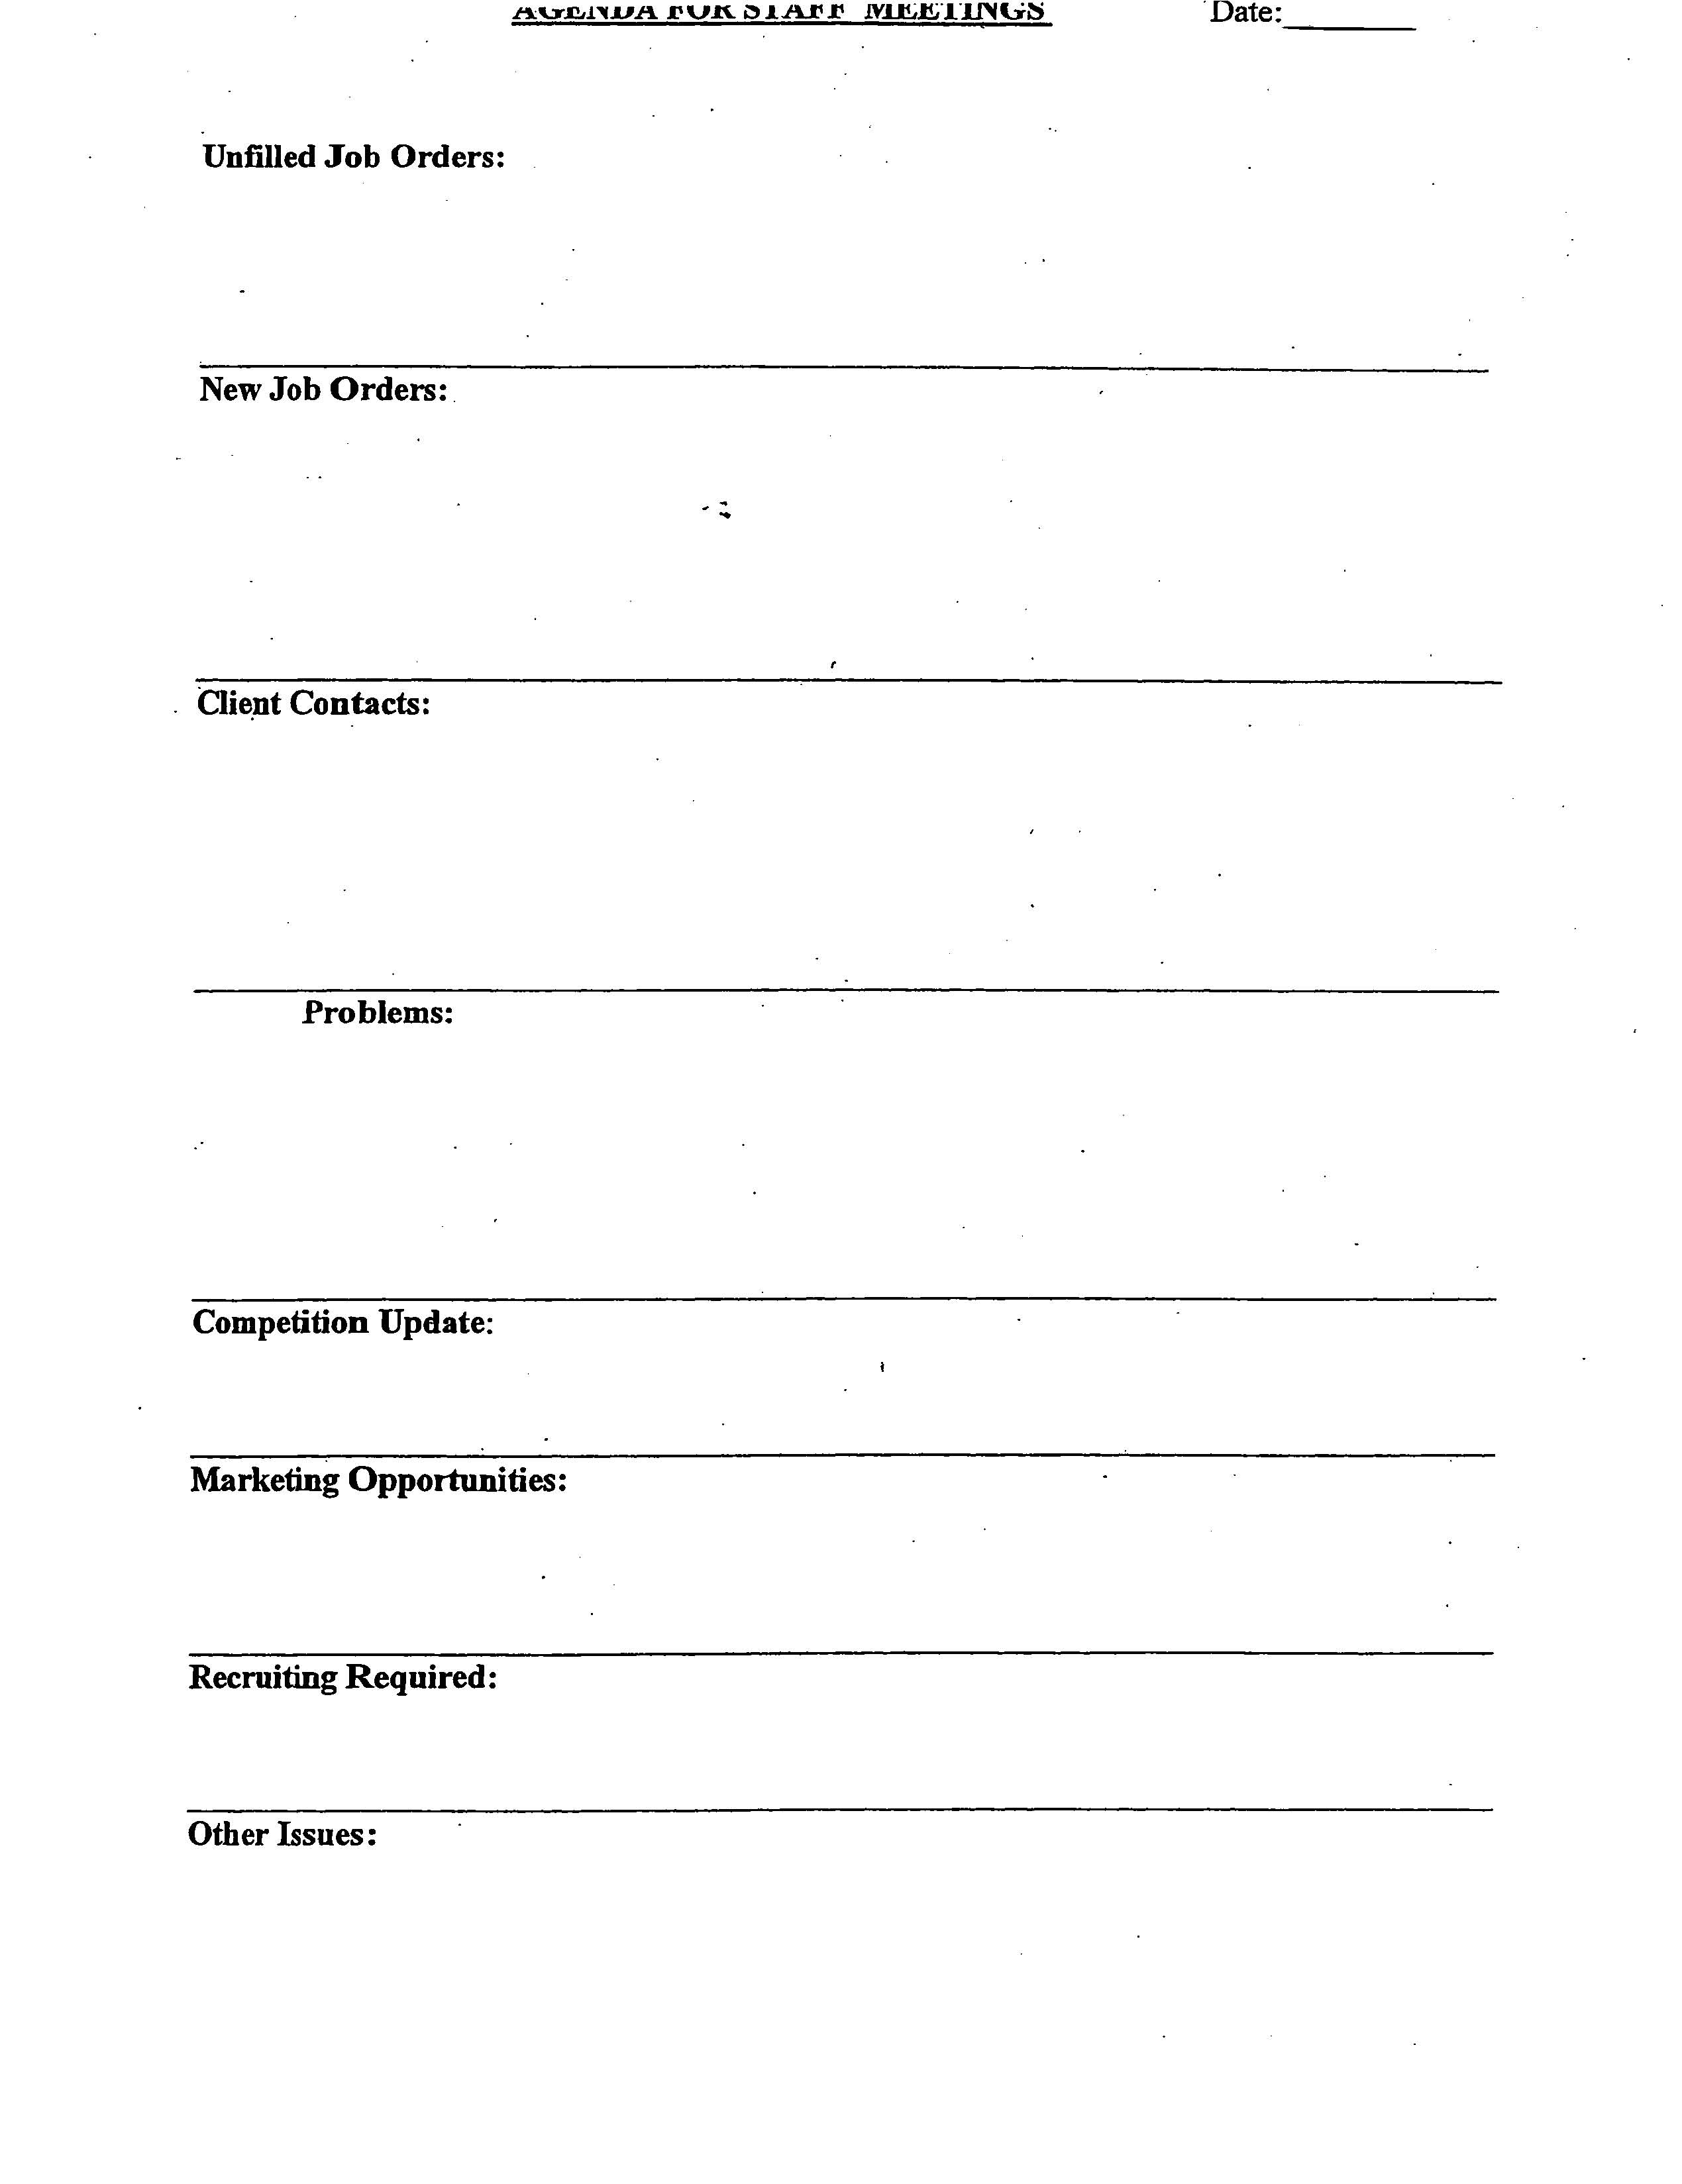 AGENDA FOR STAFF MEETINGS Date:
Unfilled Job Orders:
New Job Orders:
Client Contacts:
Problems:
Competition Update:
Marketing Opportunities:
Recruiting Required:
Other Issues: